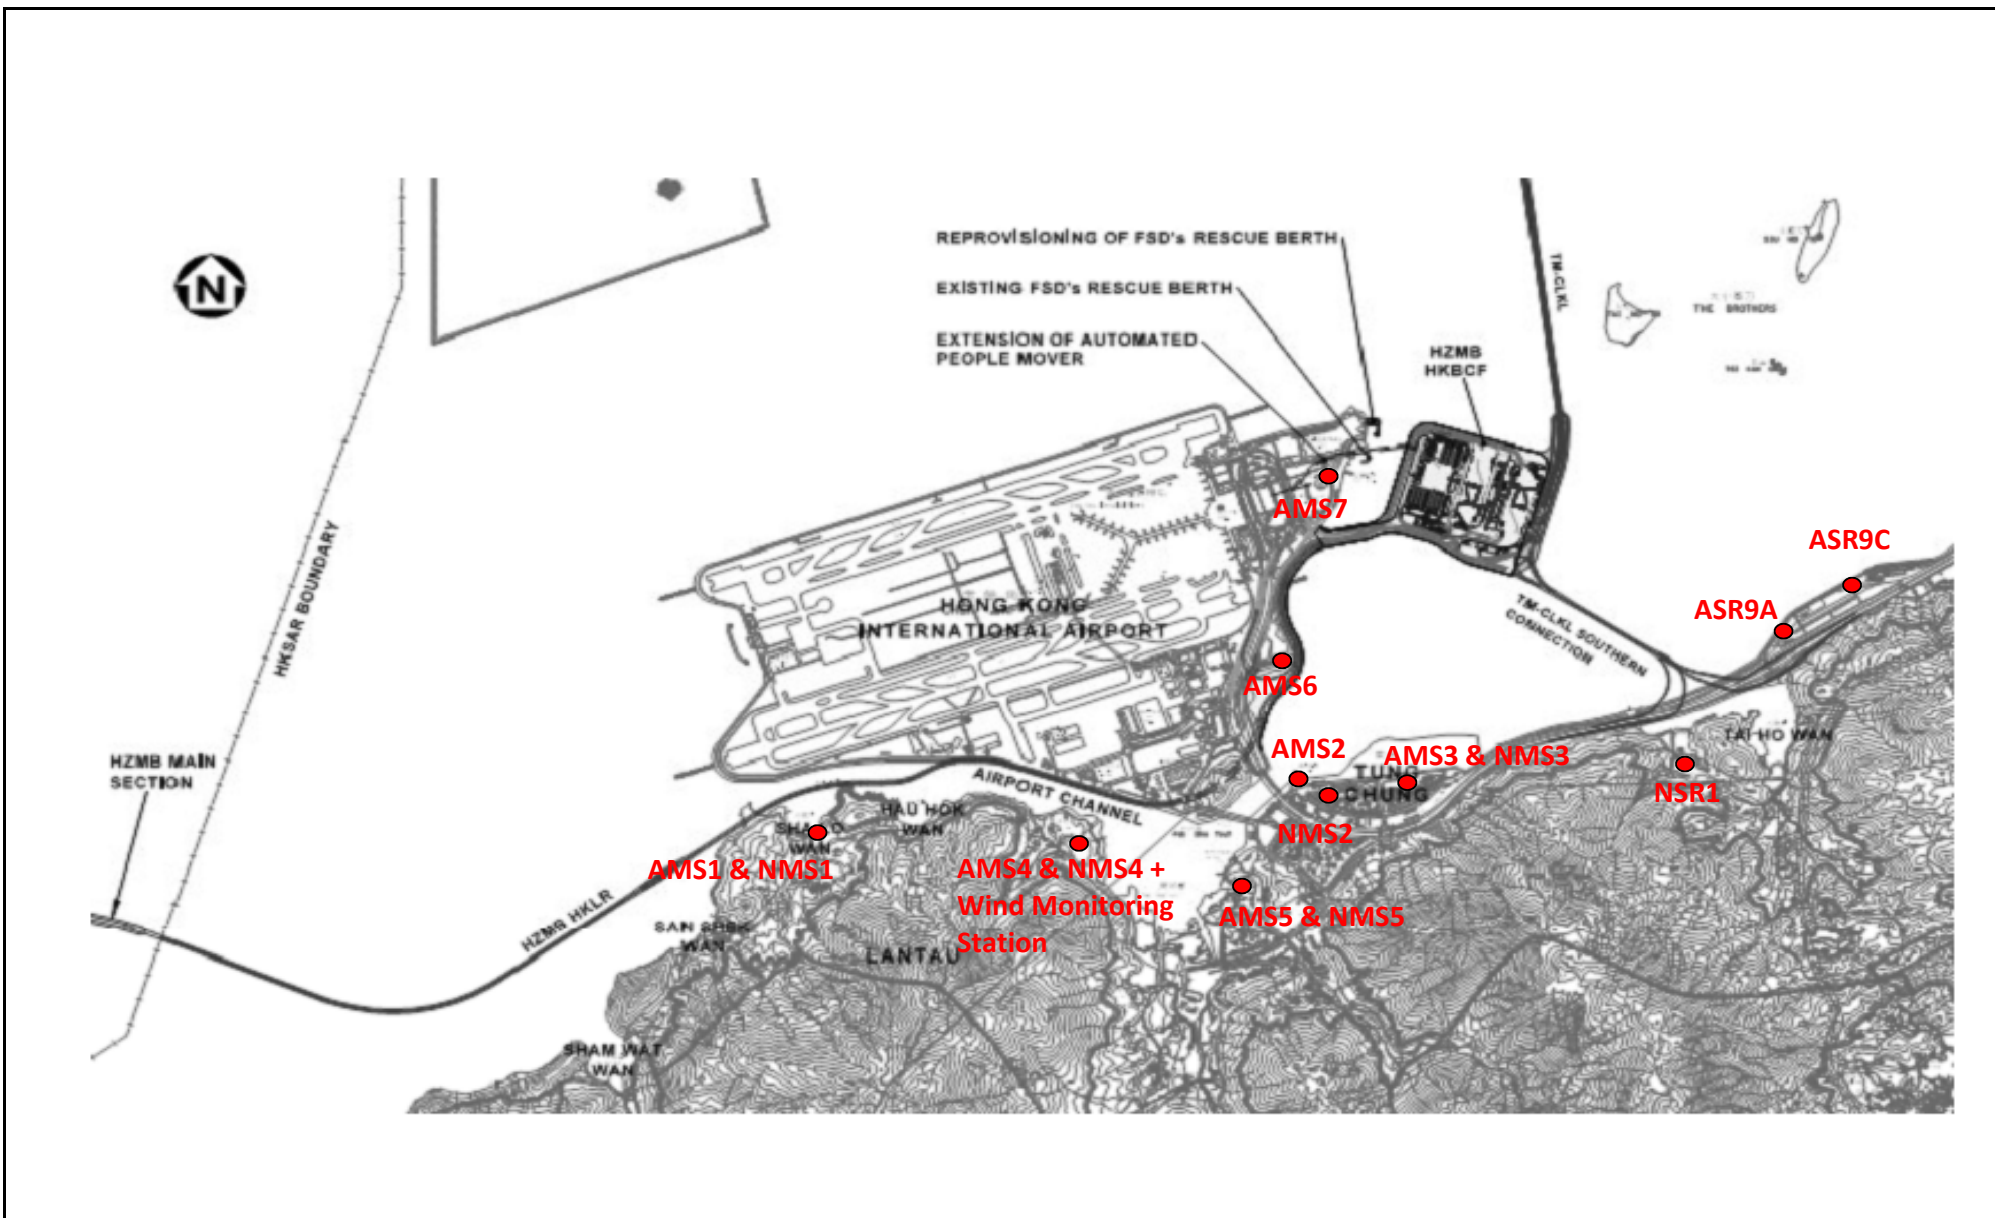 REPROVISIONING OF FSD's RESCUE BERTH
EXISTING FSD's RESCUE BERTH
EXTENSION OF AUTOMATED
PEOPLE MOVER
N
TM-CLKL
THE BROTHERS
HZMB
HKBCF
HKSAR BOUNDARY
AMS7
ASR9C
ASR9A
HONG KONG
INTERNATIONAL AIRPORT
TM-CLKL SOUTHERN
CONNECTION
AMS6
TAI HO WAN
AMS2
AMS3 & NMS3
TUNG
CHUNG
NMS2
NSR1
HZMB MAIN
SECTION
AIRPORT CHANNEL
HAU HOK
WAN
WAN
AMS1 & NMS1
AMS4 & NMS4 +
Wind Monitoring
Station
AMS5 & NMS5
HZMB HKLR
SAN SHEK
WAN
LANTAU
SHAM WAT
WAN